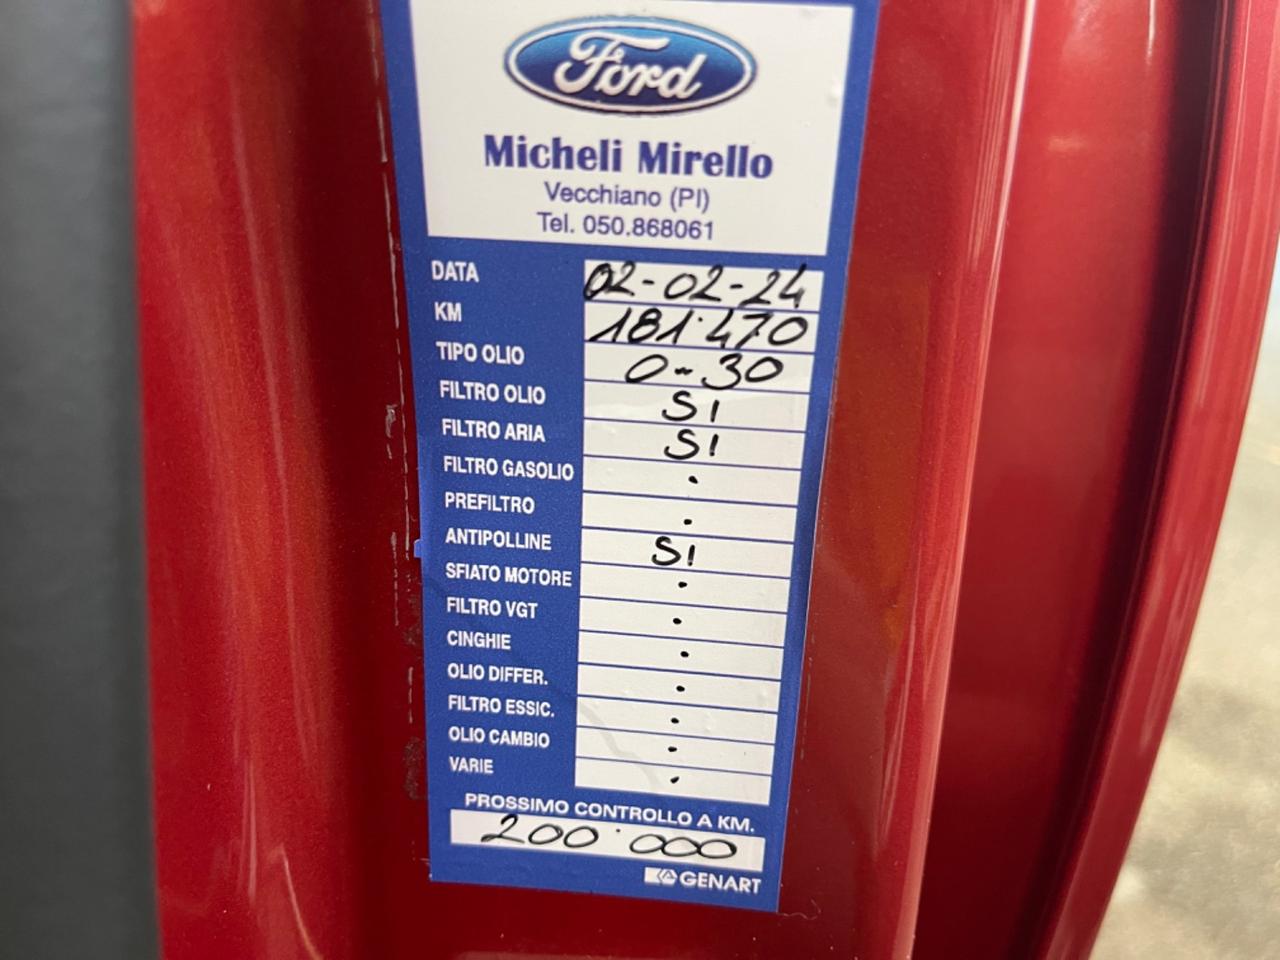 Ford
Micheli Mirello
Vecchiano (PI)
Tel. 050.868061
DATA 02-02-24
KM 181.470
TIPO OLIO 0-30
FILTRO OLIO SI
FILTRO ARIA SI
FILTRO GASOLIO .
PREFILTRO .
ANTIPOLLINE SI
SFIATO MOTORE .
FILTRO VGT .
CINGHIE .
OLIO DIFFER. .
FILTRO ESSIC. .
OLIO CAMBIO .
VARIE .
PROSSIMO CONTROLLO A KM.
200.000
GENART